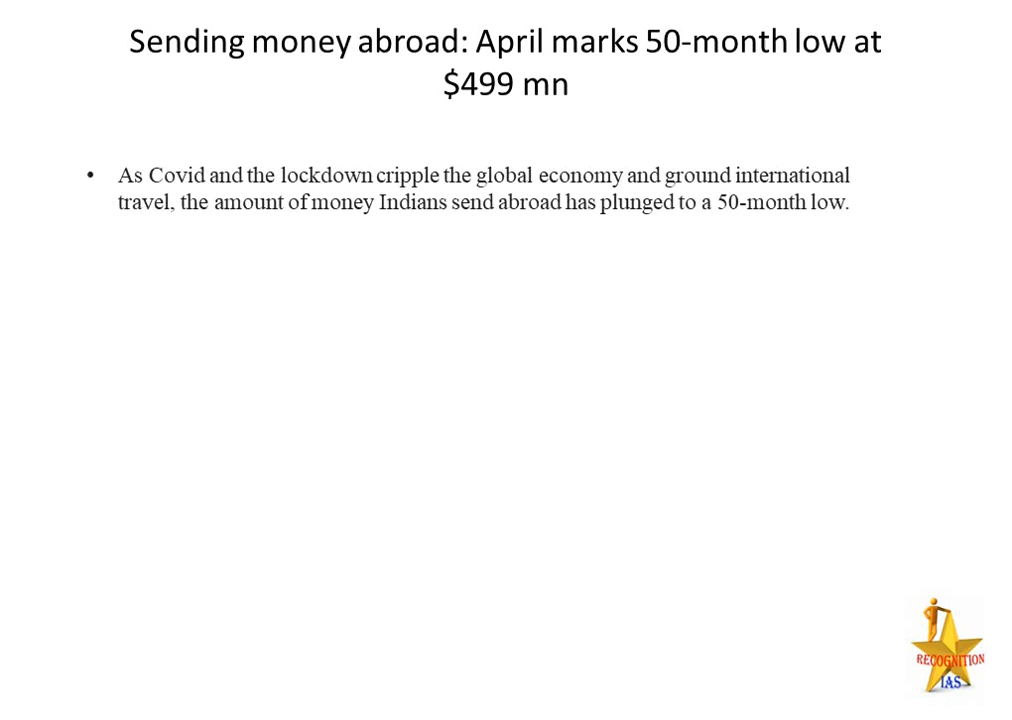 Sending money abroad: April marks 50-month low at
$499 mn
• As Covid and the lockdown cripple the global economy and ground international
travel, the amount of money Indians send abroad has plunged to a 50-month low.
RECOGNITION
IAS